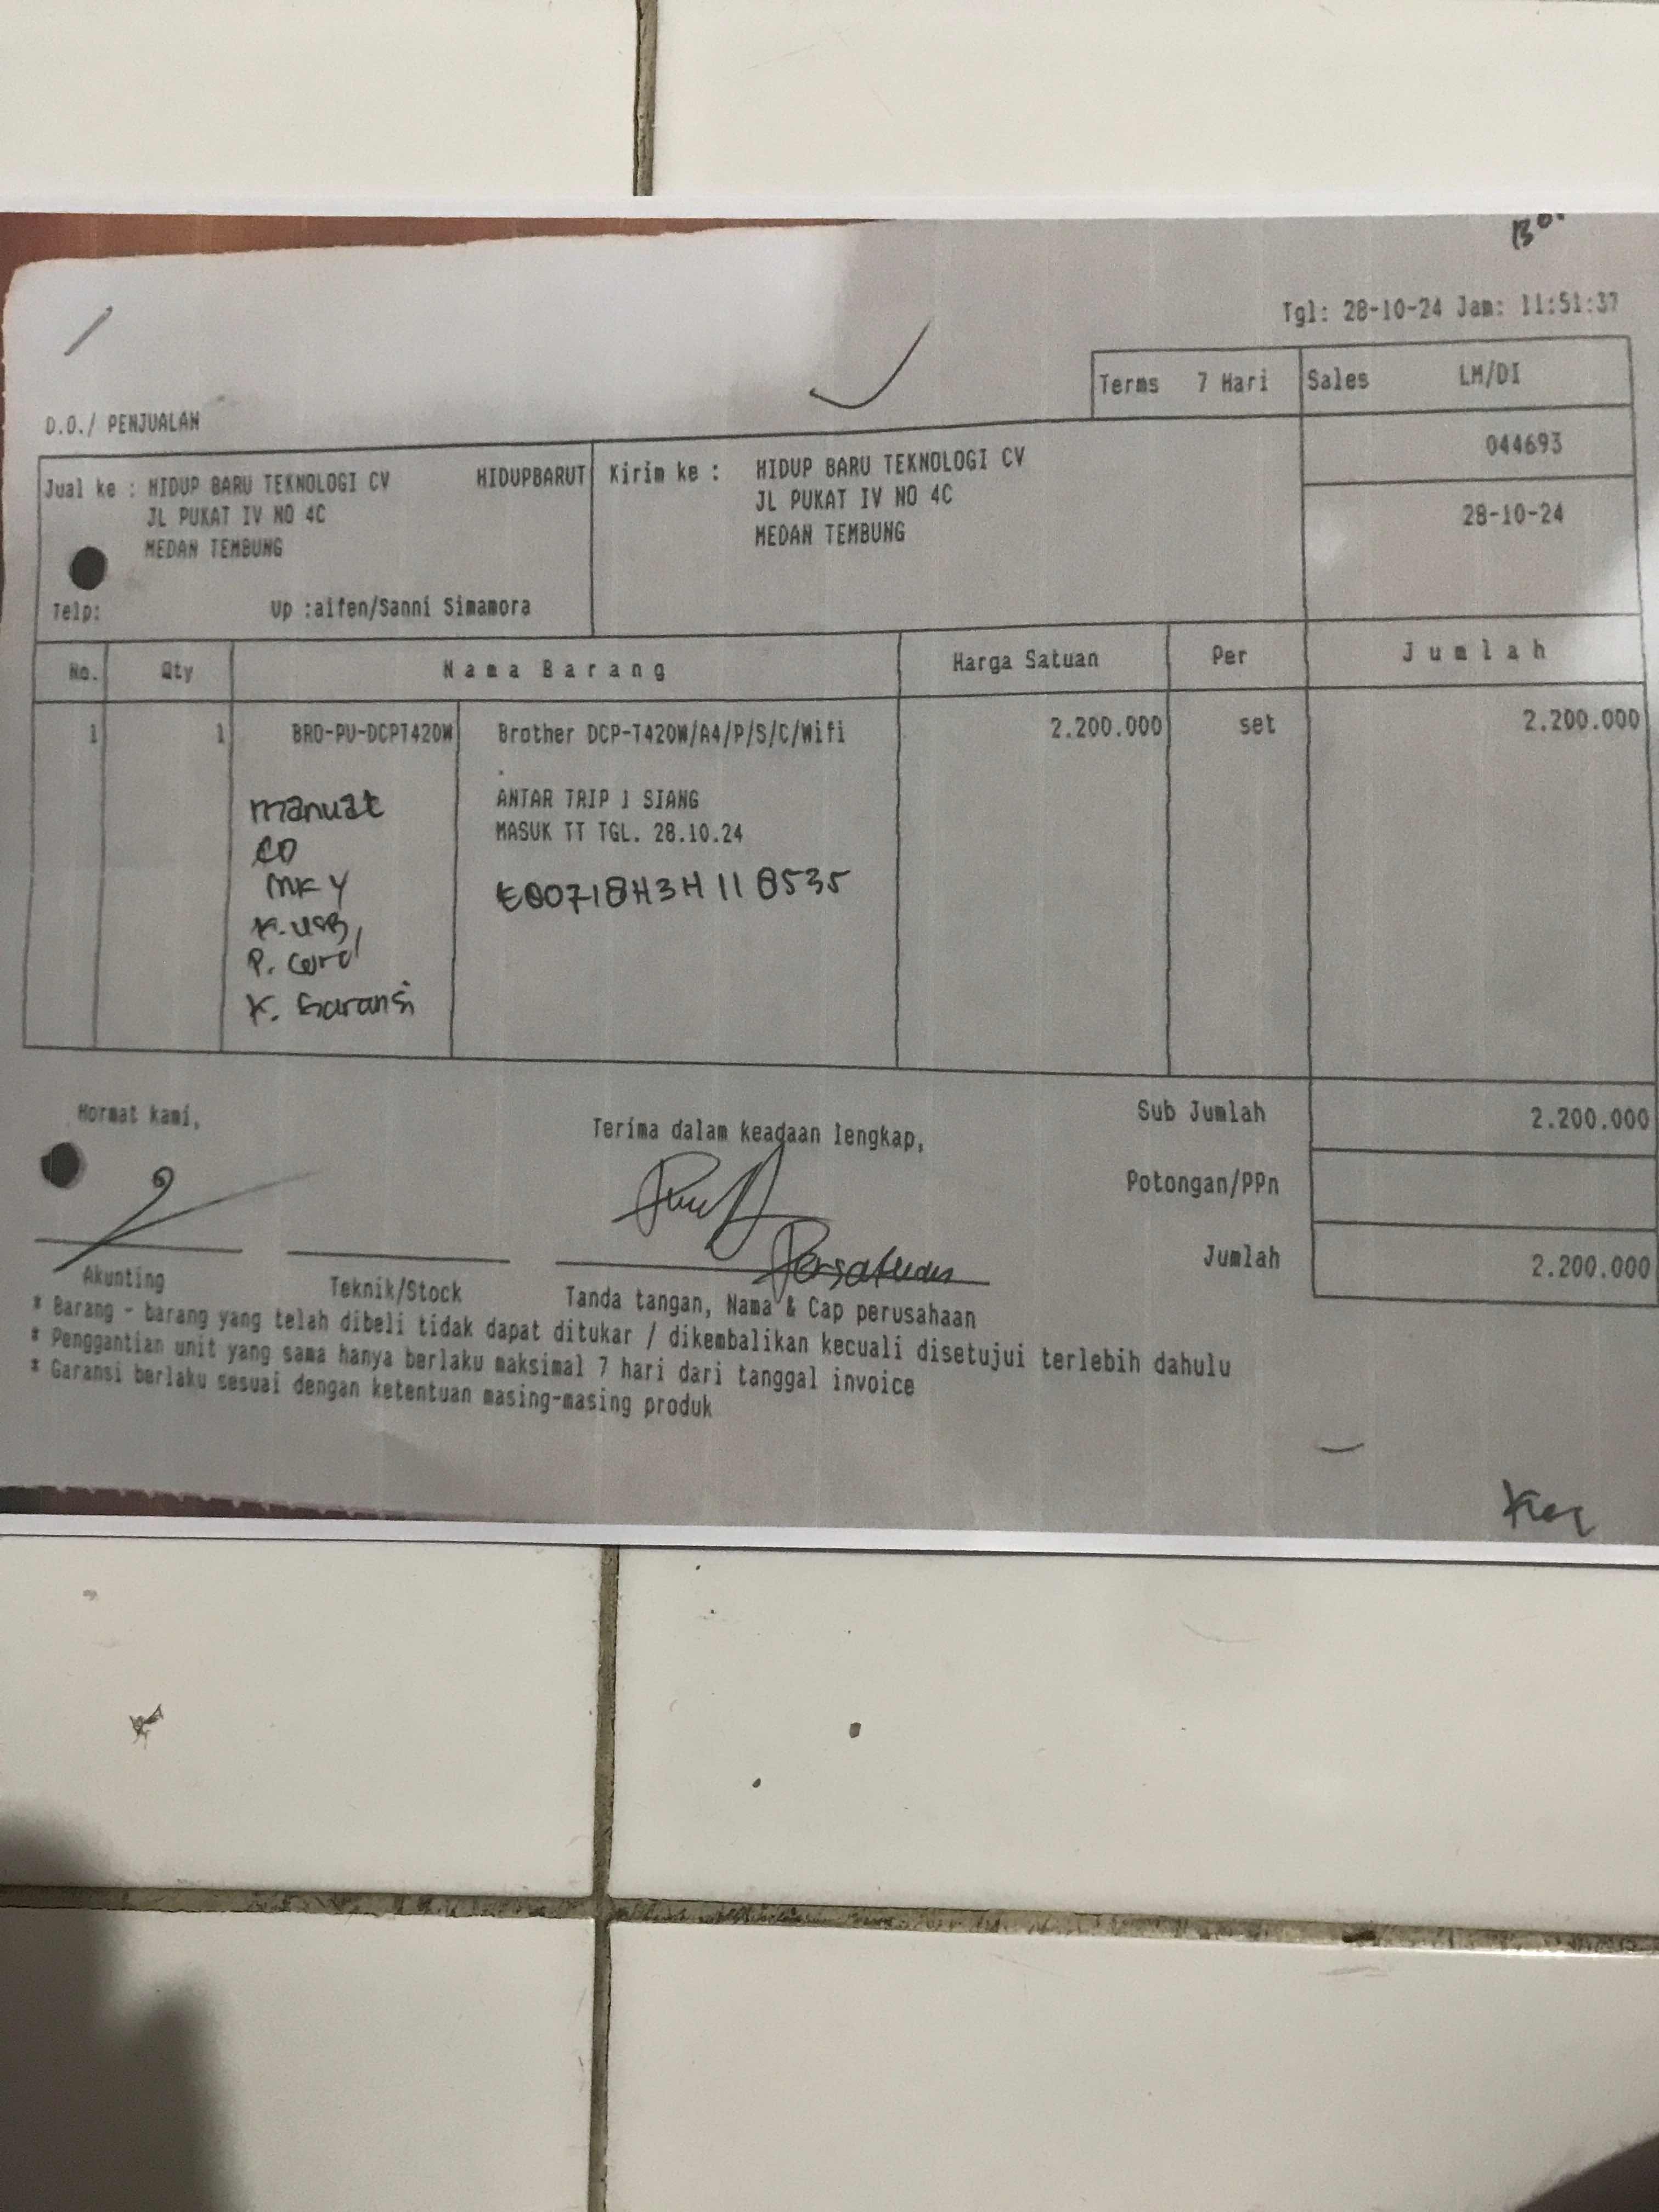 Tgl: 28-10-24 Jam: 11:51:37
Terms 7 Hari Sales LM/DI
D.O./ PENJUALAN
044693
28-10-24
Jual ke : HIDUP BARU TEKNOLOGI CV HIDUPBARUT
JL PUKAT IV NO 4C
MEDAN TEMBUNG
Telp: Up :aifen/Sanni Simamora
Kirim ke : HIDUP BARU TEKNOLOGI CV
JL PUKAT IV NO 4C
MEDAN TEMBUNG
No. Qty Nama Barang Harga Satuan Per Jumlah
1 1 BRO-PU-DCPT420W Brother DCP-T420W/A4/P/S/C/Wifi 2.200.000 set 2.200.000
ANTAR TRIP 1 SIANG
MASUK TT TGL. 28.10.24
E80718H3H118535
manual
CD
K. USB,
P. Cord
K. Garansi
Hormat kami,
Terima dalam keadaan lengkap,
Sub Jumlah 2.200.000
Potongan/PPn
Jumlah 2.200.000
Persatuan
Akunting
Teknik/Stock
Tanda tangan, Nama & Cap perusahaan
* Barang - barang yang telah dibeli tidak dapat ditukar / dikembalikan kecuali disetujui terlebih dahulu
* Penggantian unit yang sama hanya berlaku maksimal 7 hari dari tanggal invoice
* Garansi berlaku sesuai dengan ketentuan masing-masing produk